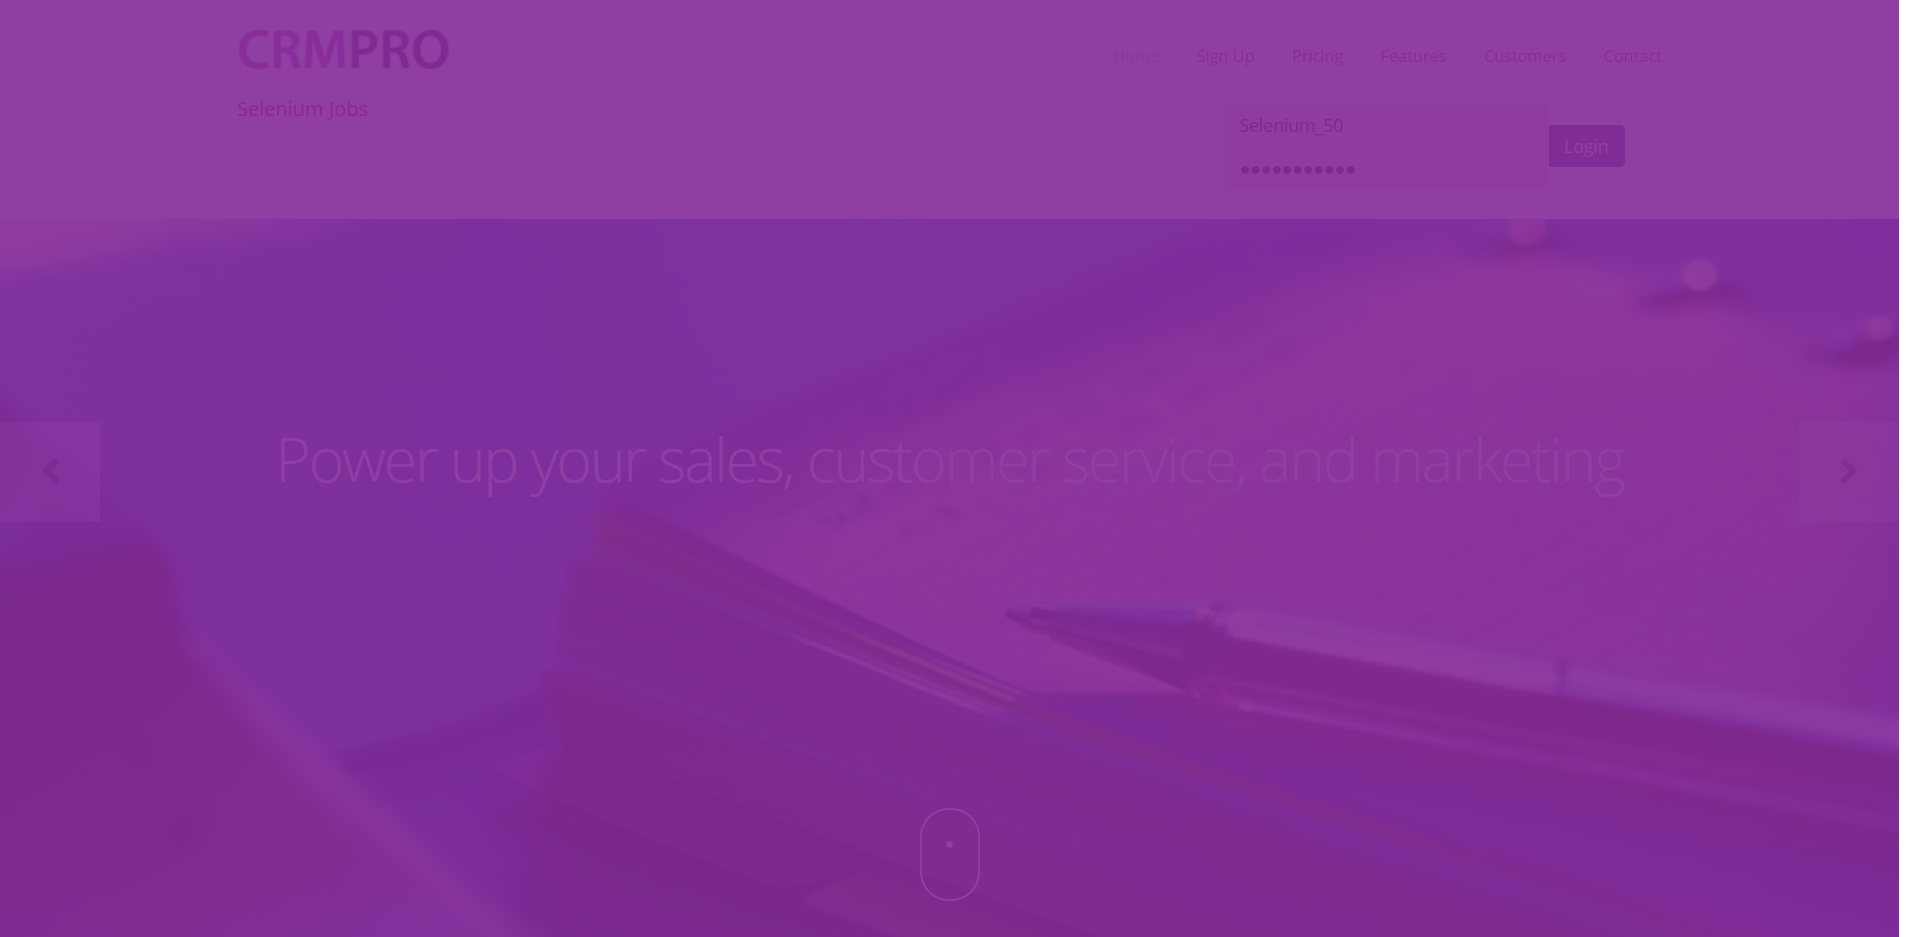 CRMPRO
Home Sign Up Pricing Features Customers Contact
Selenium Jobs
Selenium_50
Login
Power up your sales, customer service, and marketing